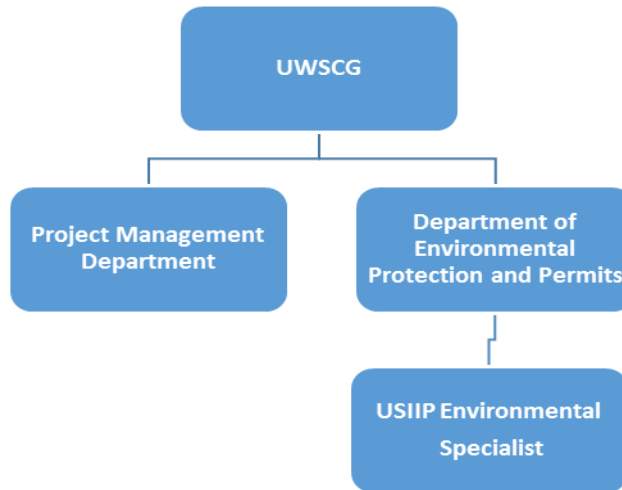 UWSCG
Project Management
Department
Department of
Environmental
Protection and Permits
USIIP Environmental
Specialist